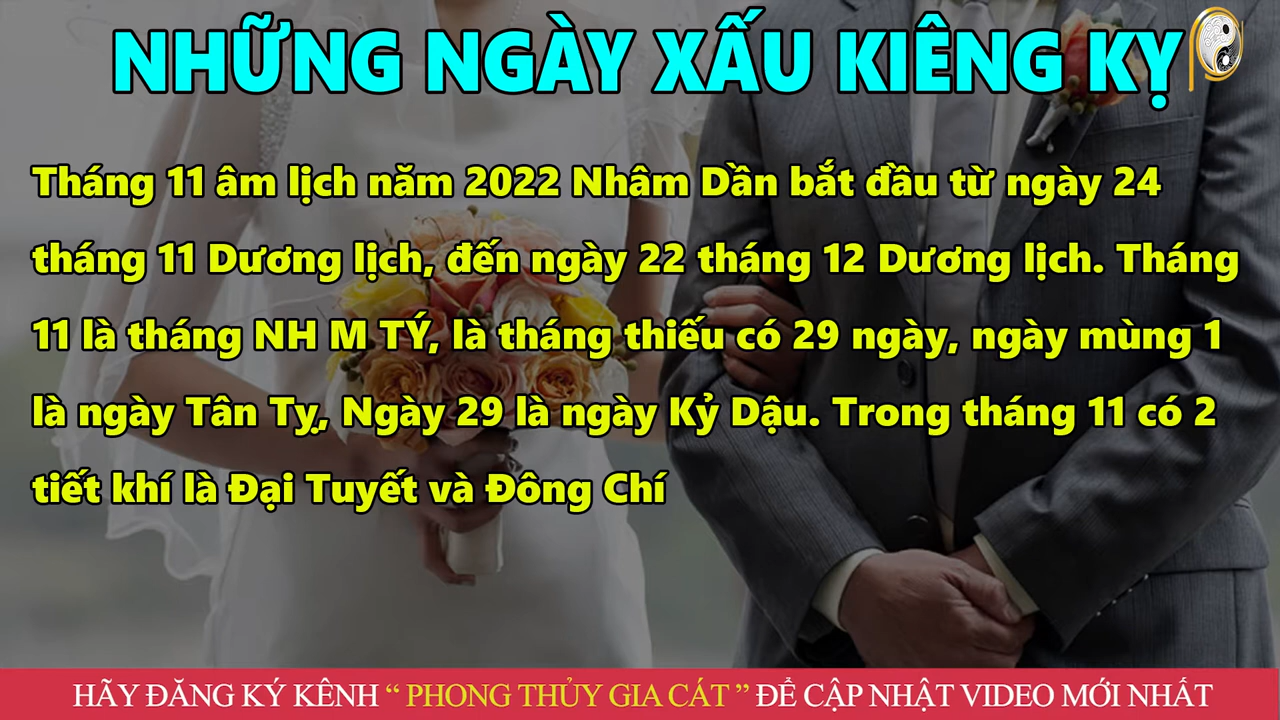 NHỮNG NGÀY XẤU KIÊNG KỴ
Tháng 11 âm lịch năm 2022 Nhâm Dần bắt đầu từ ngày 24
tháng 11 Dương lịch, đến ngày 22 tháng 12 Dương lịch. Tháng
11 là tháng NH M TÝ, là tháng thiếu có 29 ngày, ngày mùng 1
là ngày Tân Tỵ, Ngày 29 là ngày Kỷ Dậu. Trong tháng 11 có 2
tiết khí là Đại Tuyết và Đông Chí
HÃY ĐĂNG KÝ KÊNH “ PHONG THỦY GIA CÁT ” ĐỂ CẬP NHẬT VIDEO MỚI NHẤT